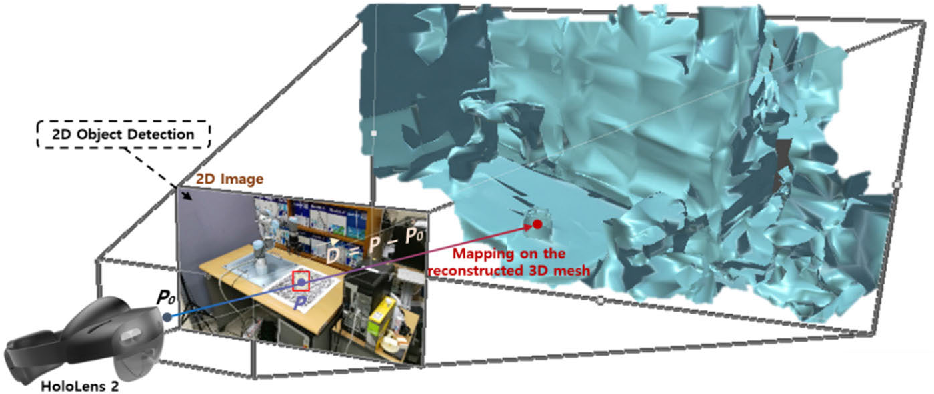 2D Object Detection
2D Image
D = P - P₀
Mapping on the
reconstructed 3D mesh
P₀
P
HoloLens 2